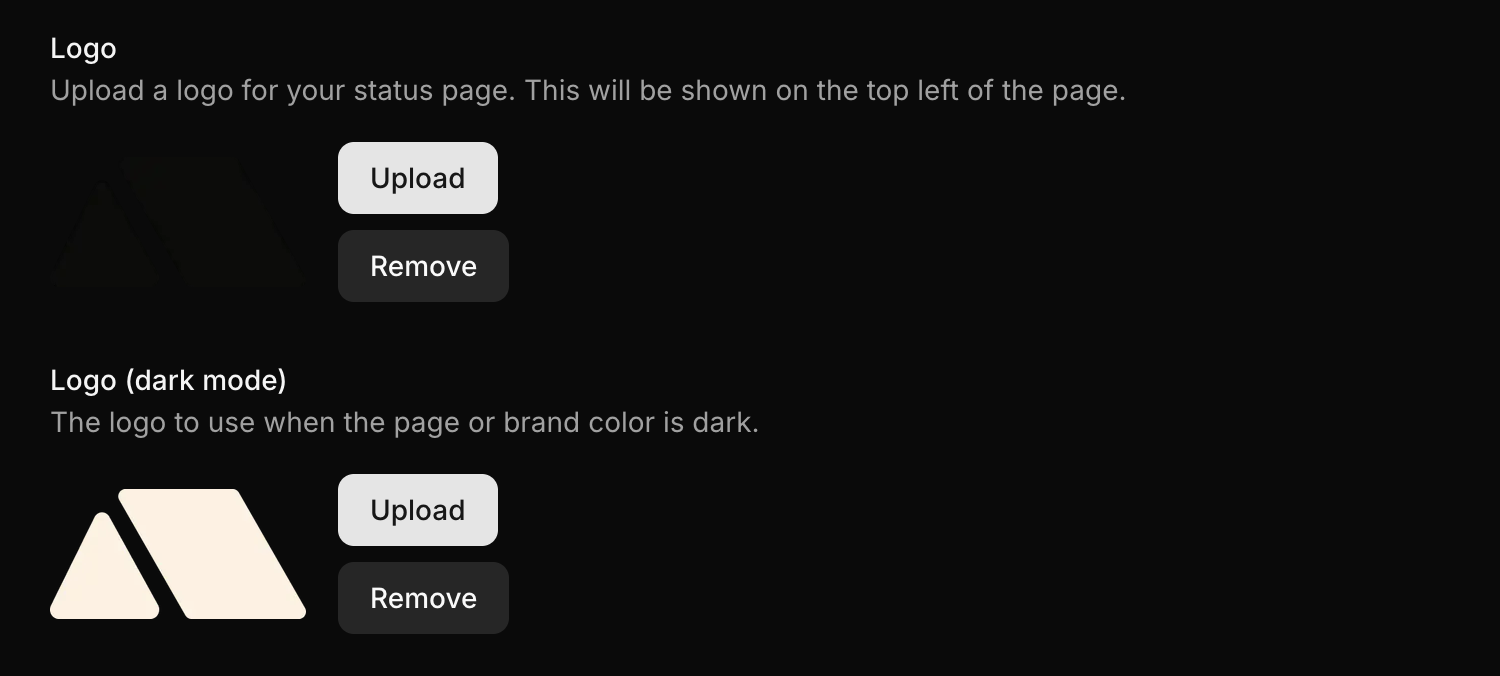 Logo
Upload a logo for your status page. This will be shown on the top left of the page.
Upload
Remove
Logo (dark mode)
The logo to use when the page or brand color is dark.
Upload
Remove